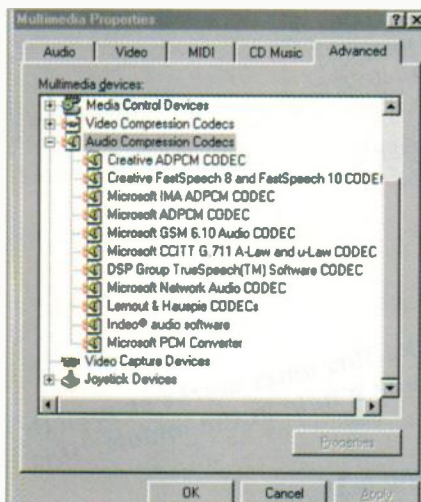 Multimedia Properties
Audio
Video
MIDI
CD Music
Advanced
Multimedia devices:
Media Control Devices
Video Compression Codecs
Audio Compression Codecs
Creative ADPCM CODEC
Creative FastSpeech 8 and FastSpeech 10 CODE
Microsoft IMA ADPCM CODEC
Microsoft ADPCM CODEC
Microsoft GSM 6.10 Audio CODEC
Microsoft CCITT G.711 A-Law and u-Law CODEC
DSP Group TrueSpeech(TM) Software CODEC
Microsoft Network Audio CODEC
Lernout & Hauspie CODECs
Indeo® audio software
Microsoft PCM Converter
Video Capture Devices
Joystick Devices
Properties
OK
Cancel
Apply